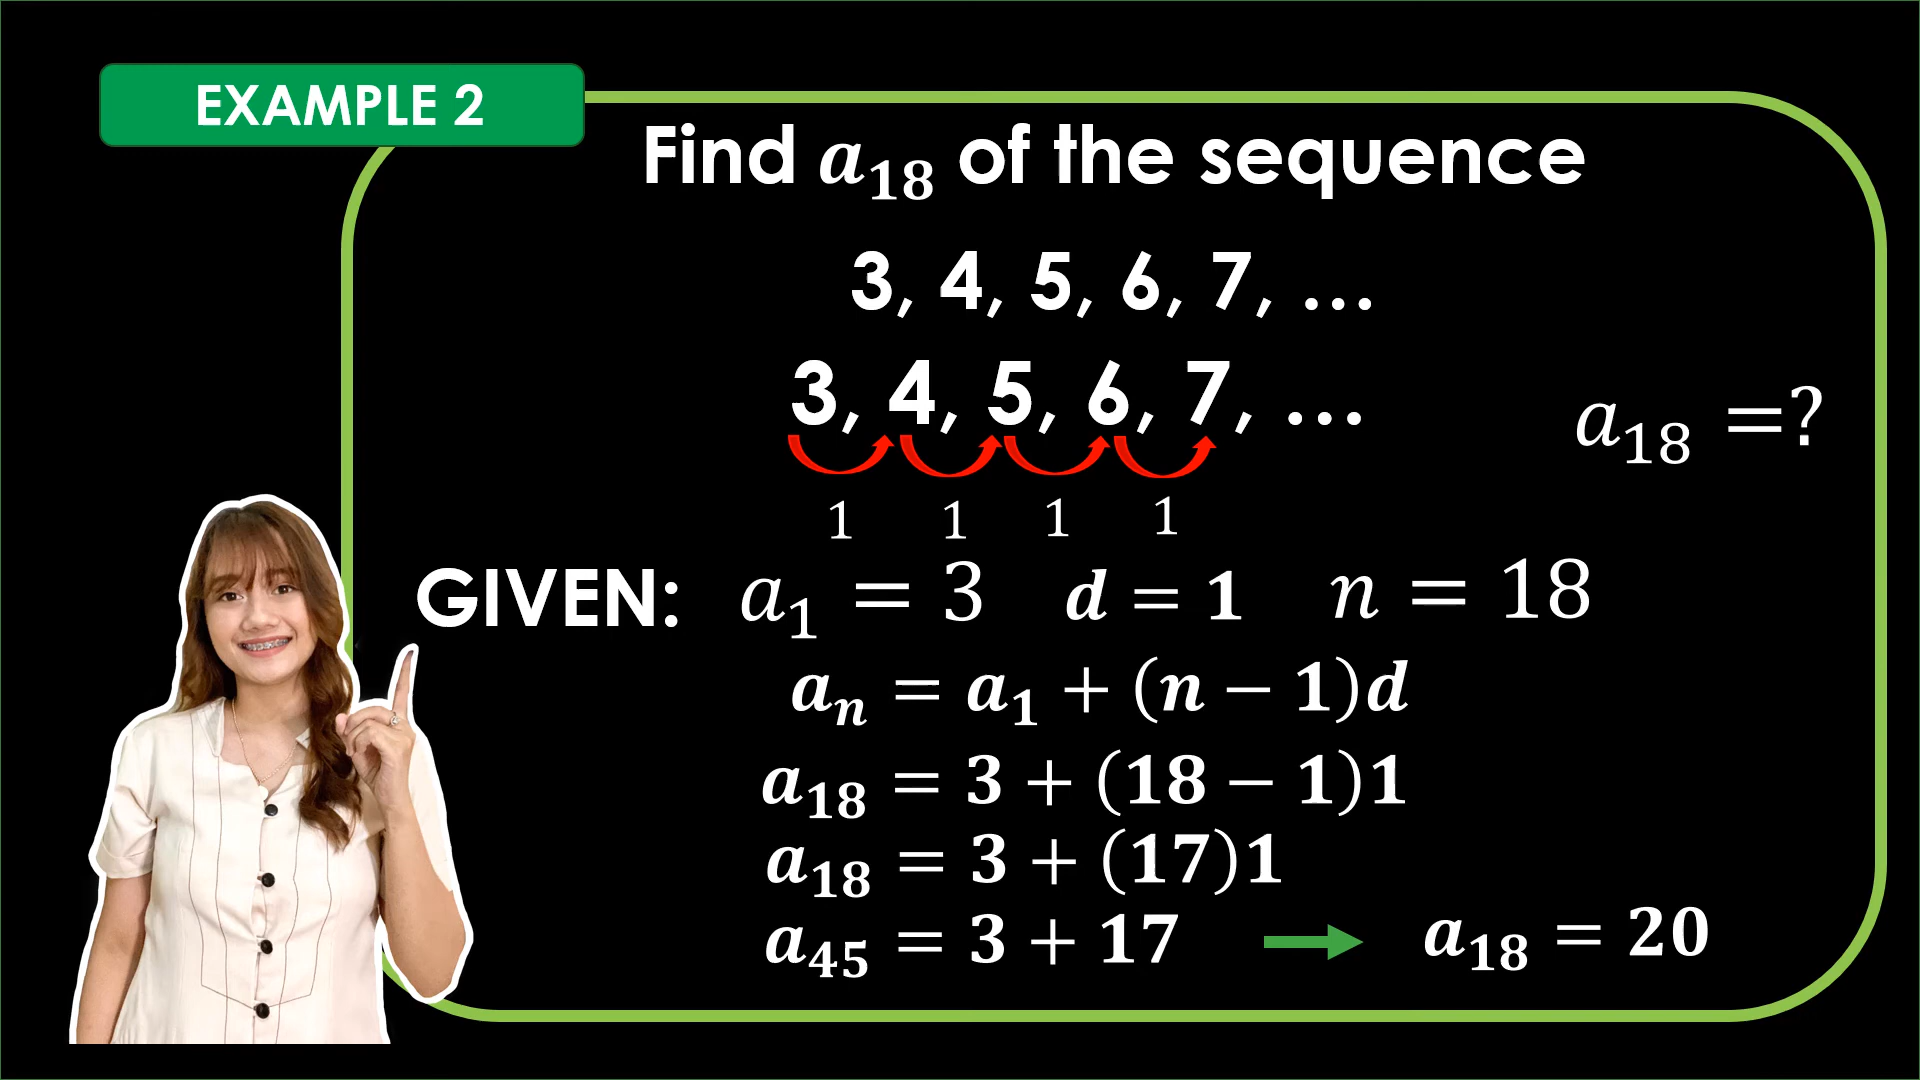 EXAMPLE 2
Find a₁₈ of the sequence
3, 4, 5, 6, 7, …
3, 4, 5, 6, 7, …
a₁₈ =?
1 1 1 1
GIVEN: a₁ = 3 d = 1 n = 18
aₙ = a₁ + (n − 1)d
a₁₈ = 3 + (18 − 1)1
a₁₈ = 3 + (17)1
a₄₅ = 3 + 17
a₁₈ = 20